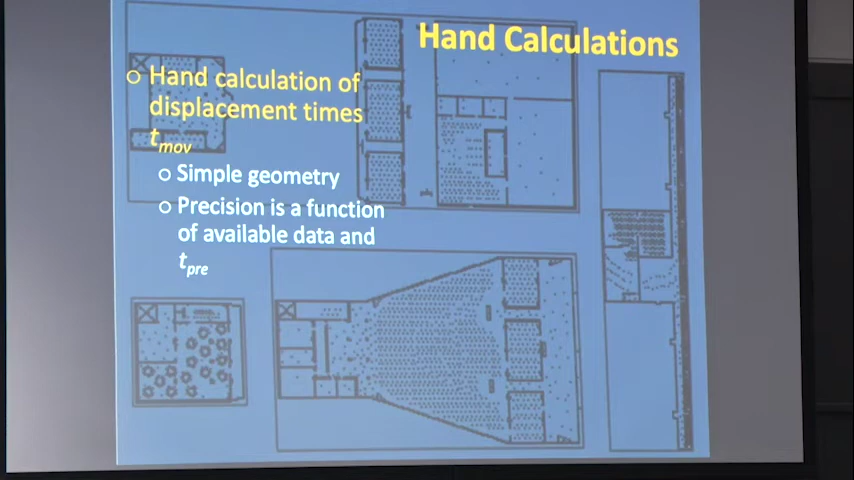 Hand Calculations
Hand calculation of
displacement times
tmov
Simple geometry
Precision is a function
of available data and
tpre